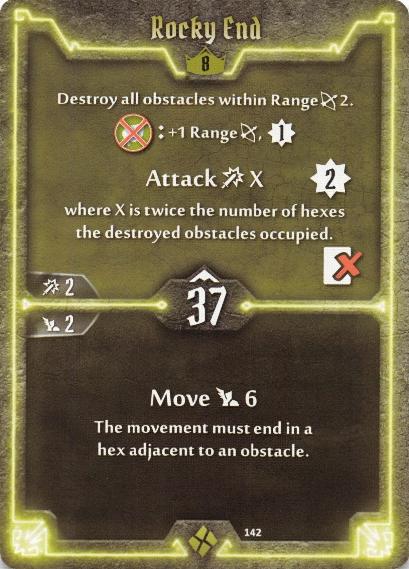 Rocky End
8
Destroy all obstacles within Range 2.
: +1 Range, 1
Attack X 2
where X is twice the number of hexes
the destroyed obstacles occupied.
2
37
2
Move 6
The movement must end in a
hex adjacent to an obstacle.
142